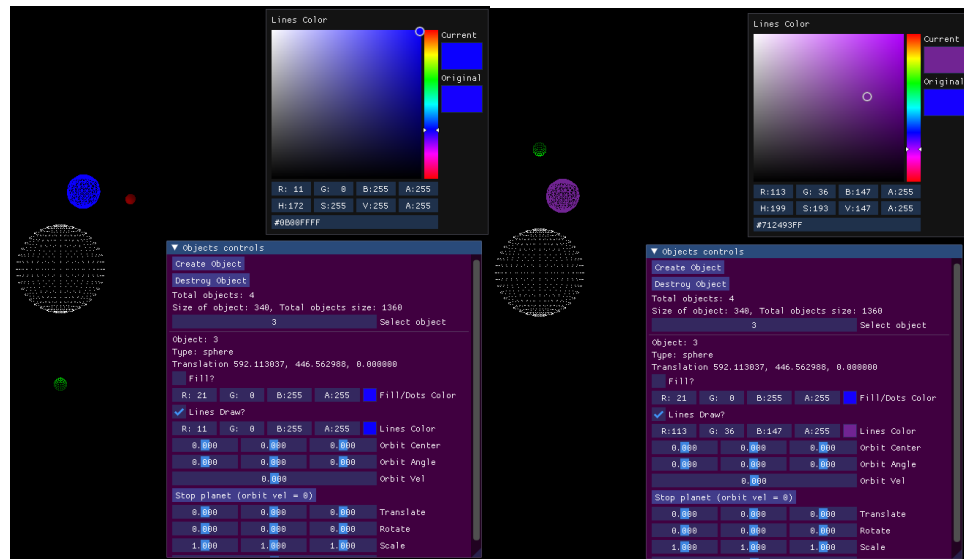 Lines Color
Current
Original
R: 11 G: 0 B:255 A:255
H:172 S:255 V:255 A:255
#0B00FFFF
▼ Objects controls
Create Object
Destroy Object
Total objects: 4
Size of object: 340, Total objects size: 1360
3 Select object
Object: 3
Type: sphere
Translation 592.113037, 446.562988, 0.000000
Fill?
R: 21 G: 0 B:255 A:255 Fill/Dots Color
Lines Draw?
R: 11 G: 0 B:255 A:255 Lines Color
0.000 0.000 0.000 Orbit Center
0.000 0.000 0.000 Orbit Angle
0.000 Orbit Vel
Stop planet (orbit vel = 0)
0.000 0.000 0.000 Translate
0.000 0.000 0.000 Rotate
1.000 1.000 1.000 Scale
Lines Color
Current
Original
R:113 G: 36 B:147 A:255
H:199 S:193 V:147 A:255
#712493FF
▼ Objects controls
Create Object
Destroy Object
Total objects: 4
Size of object: 340, Total objects size: 1360
3 Select object
Object: 3
Type: sphere
Translation 592.113037, 446.562988, 0.000000
Fill?
R: 21 G: 0 B:255 A:255 Fill/Dots Color
Lines Draw?
R:113 G: 36 B:147 A:255 Lines Color
0.000 0.000 0.000 Orbit Center
0.000 0.000 0.000 Orbit Angle
0.000 Orbit Vel
Stop planet (orbit vel = 0)
0.000 0.000 0.000 Translate
0.000 0.000 0.000 Rotate
1.000 1.000 1.000 Scale